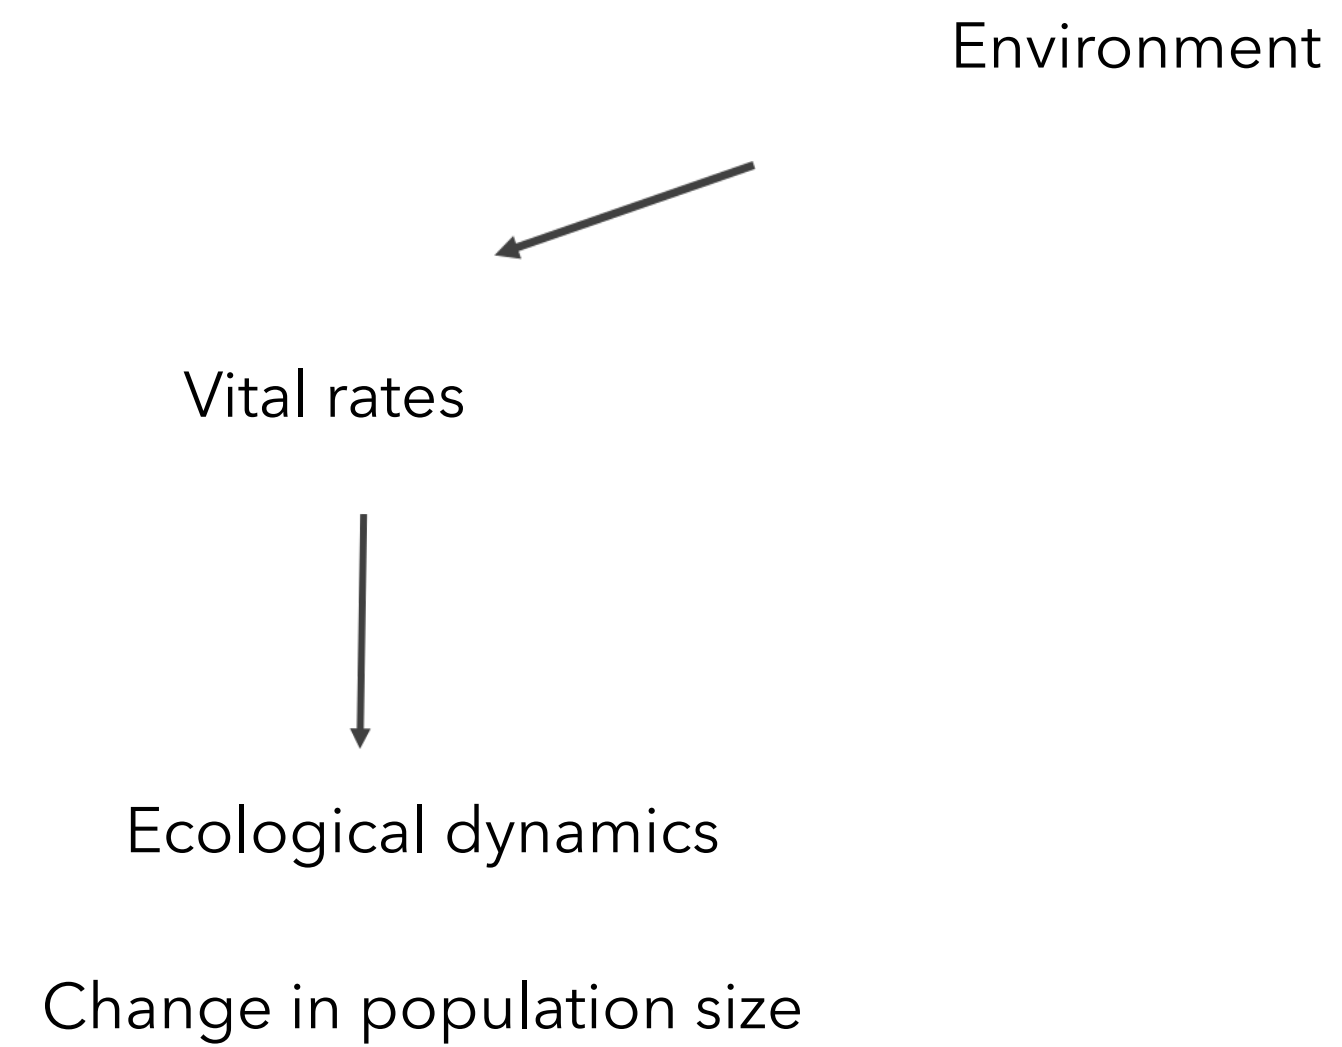 Environment
Vital rates
Ecological dynamics
Change in population size